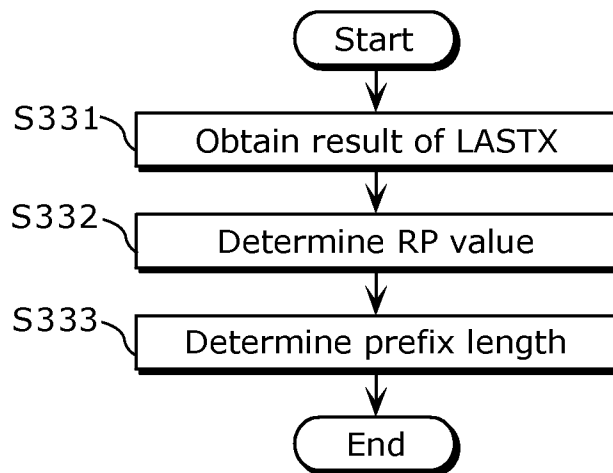 Start
S331
Obtain result of LASTX
S332
Determine RP value
S333
Determine prefix length
End